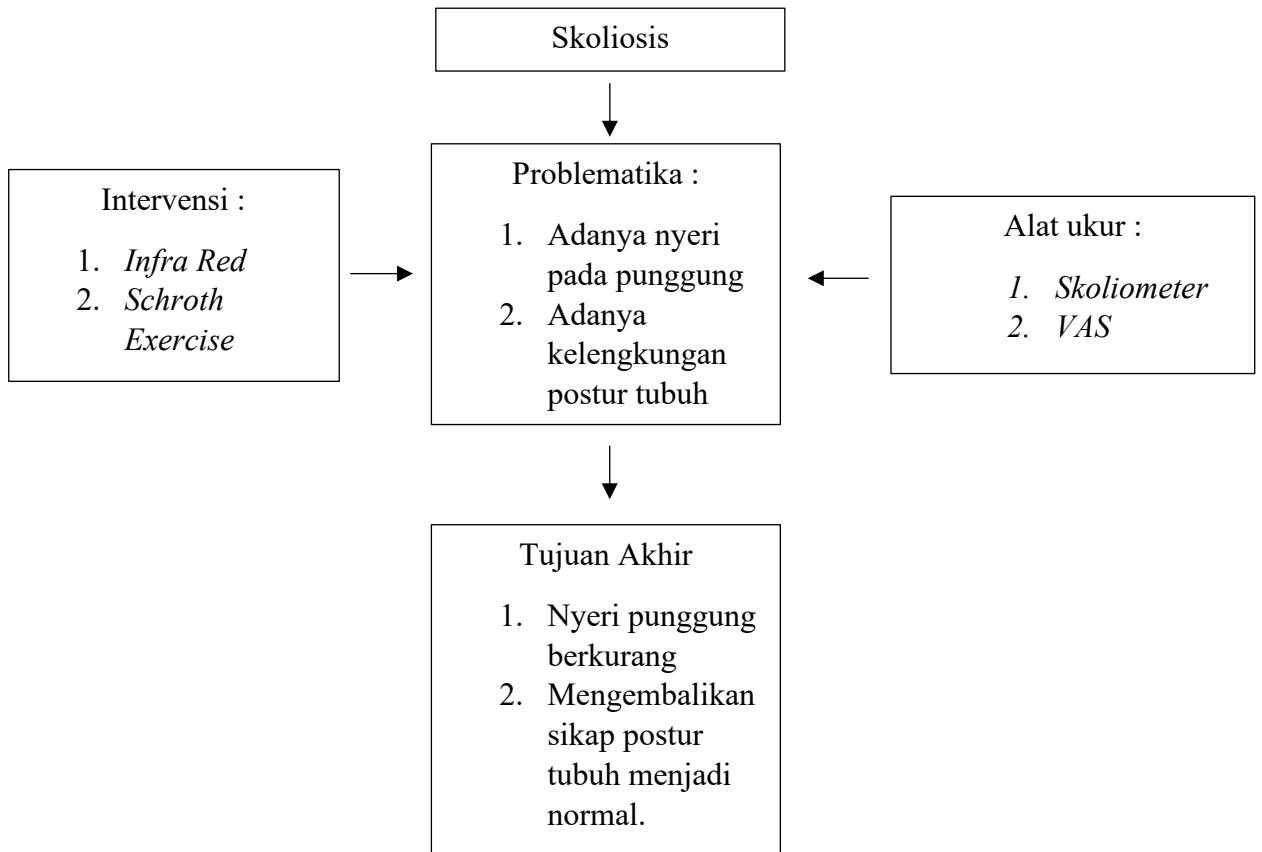 Skoliosis
Intervensi :
1. Infra Red
2. Schroth
Exercise
Problematika :
1. Adanya nyeri
pada punggung
2. Adanya
kelengkungan
postur tubuh
Alat ukur :
1. Skoliometer
2. VAS
Tujuan Akhir
1. Nyeri punggung
berkurang
2. Mengembalikan
sikap postur
tubuh menjadi
normal.